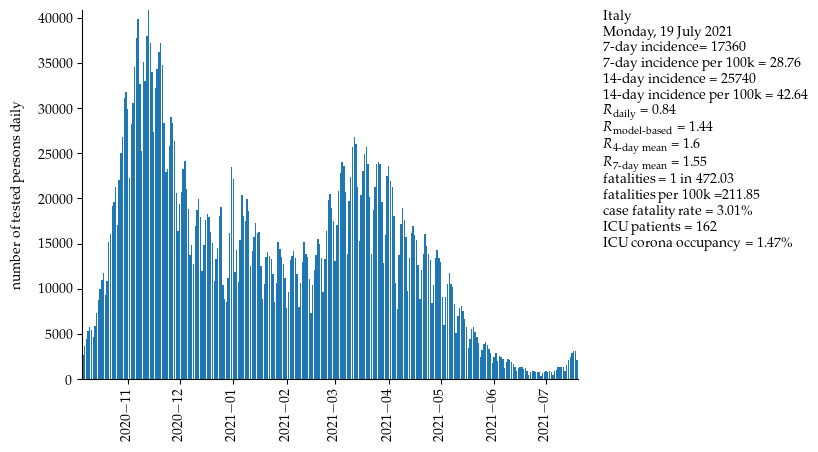 40000
35000
30000
25000
20000
15000
10000
5000
0
number of tested persons daily
2020−11
2020−12
2021−01
2021−02
2021−03
2021−04
2021−05
2021−06
2021−07
Italy
Monday, 19 July 2021
7-day incidence= 17360
7-day incidence per 100k = 28.76
14-day incidence = 25740
14-day incidence per 100k = 42.64
R daily = 0.84
R model-based = 1.44
R 4-day mean = 1.6
R 7-day mean = 1.55
fatalities = 1 in 472.03
fatalities per 100k =211.85
case fatality rate = 3.01%
ICU patients = 162
ICU corona occupancy = 1.47%